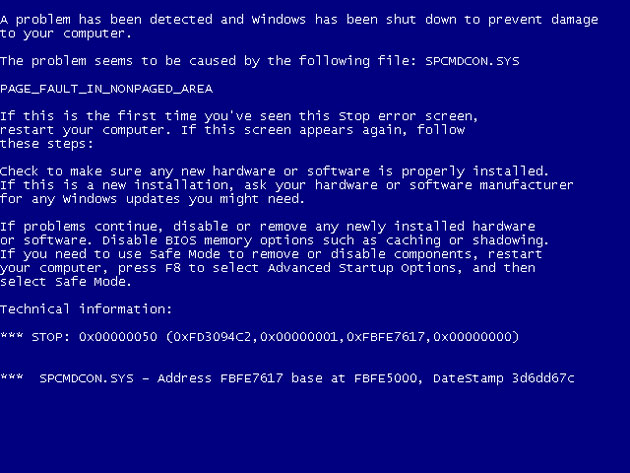 A problem has been detected and Windows has been shut down to prevent damage
to your computer.
The problem seems to be caused by the following file: SPCMDCON.SYS
PAGE_FAULT_IN_NONPAGED_AREA
If this is the first time you've seen this Stop error screen,
restart your computer. If this screen appears again, follow
these steps:
Check to make sure any new hardware or software is properly installed.
If this is a new installation, ask your hardware or software manufacturer
for any Windows updates you might need.
If problems continue, disable or remove any newly installed hardware
or software. Disable BIOS memory options such as caching or shadowing.
If you need to use Safe Mode to remove or disable components, restart
your computer, press F8 to select Advanced Startup Options, and then
select Safe Mode.
Technical information:
*** STOP: 0x00000050 (0xFD3094C2,0x00000001,0xFBFE7617,0x00000000)
***  SPCMDCON.SYS - Address FBFE7617 base at FBFE5000, DateStamp 3d6dd67c